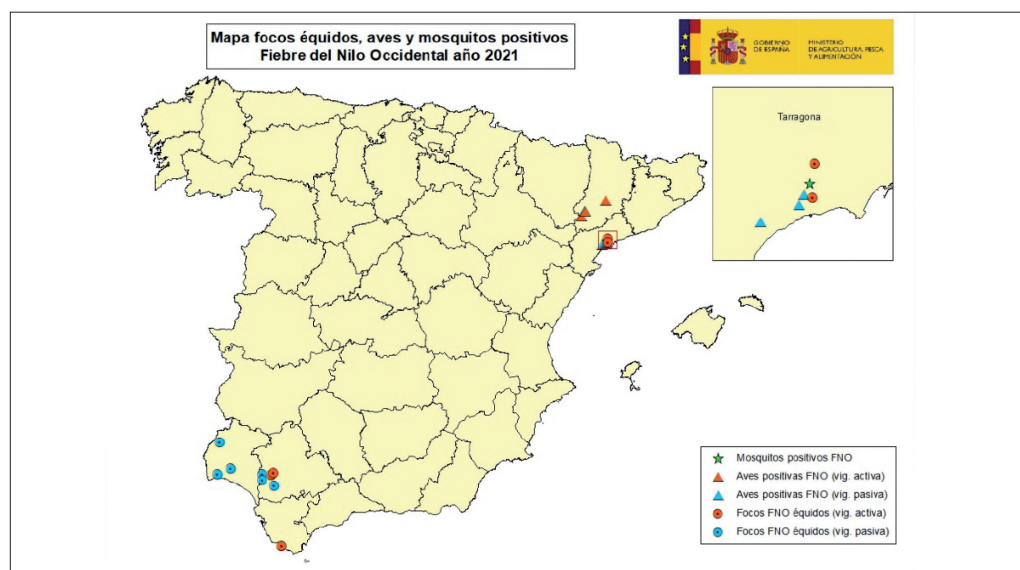 Mapa focos équidos, aves y mosquitos positivos
Fiebre del Nilo Occidental año 2021
GOBIERNO
DE ESPAÑA
MINISTERIO
DE AGRICULTURA, PESCA
Y ALIMENTACIÓN
Tarragona
Mosquitos positivos FNO
Aves positivas FNO (vig. activa)
Aves positivas FNO (vig. pasiva)
Focos FNO équidos (vig. activa)
Focos FNO équidos (vig. pasiva)